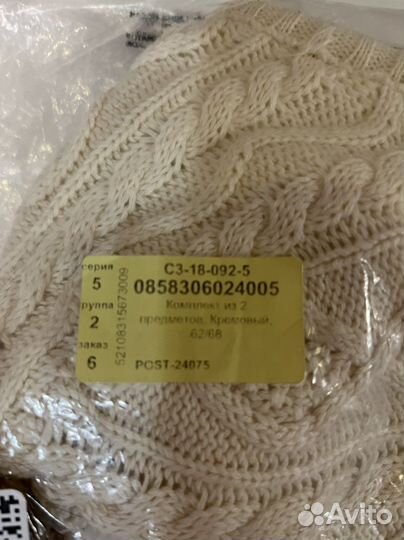 серия
5
группа
2
заказ
6
52108315673009
С3-18-092-5
0858306024005
Комплект из 2
предметов, Кремовый,
62/68
POST-24075
Avito